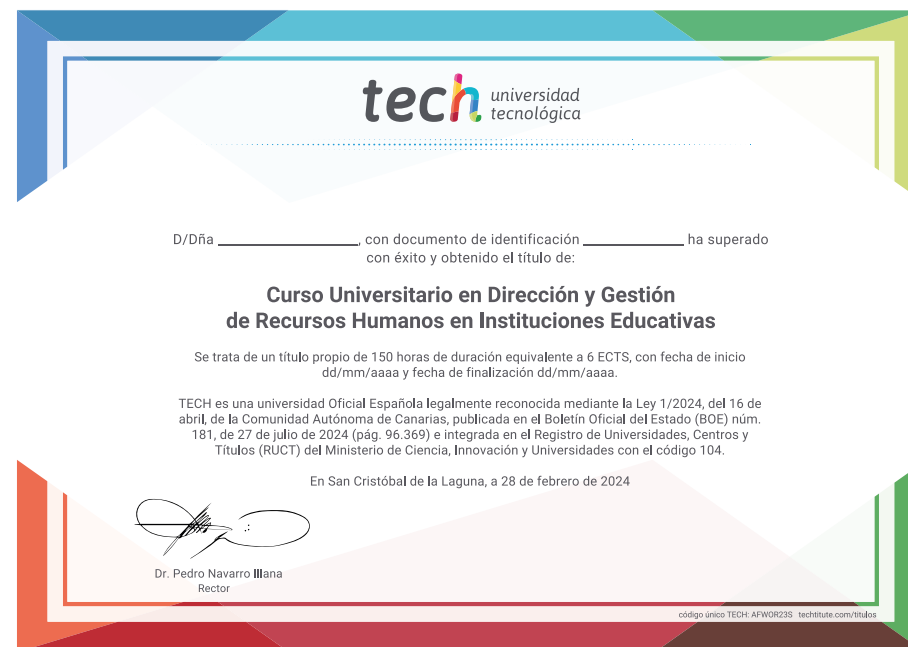 tech universidad
tecnológica
D/Dña ____________, con documento de identificación ____________ ha superado
con éxito y obtenido el título de:
Curso Universitario en Dirección y Gestión
de Recursos Humanos en Instituciones Educativas
Se trata de un título propio de 150 horas de duración equivalente a 6 ECTS, con fecha de inicio
dd/mm/aaaa y fecha de finalización dd/mm/aaaa.
TECH es una universidad Oficial Española legalmente reconocida mediante la Ley 1/2024, del 16 de
abril, de la Comunidad Autónoma de Canarias, publicada en el Boletín Oficial del Estado (BOE) núm.
181, de 27 de julio de 2024 (pág. 96.369) e integrada en el Registro de Universidades, Centros y
Títulos (RUCT) del Ministerio de Ciencia, Innovación y Universidades con el código 104.
En San Cristóbal de la Laguna, a 28 de febrero de 2024
Dr. Pedro Navarro Illana
Rector
código único TECH: AFWOR23S techtitute.com/titulos